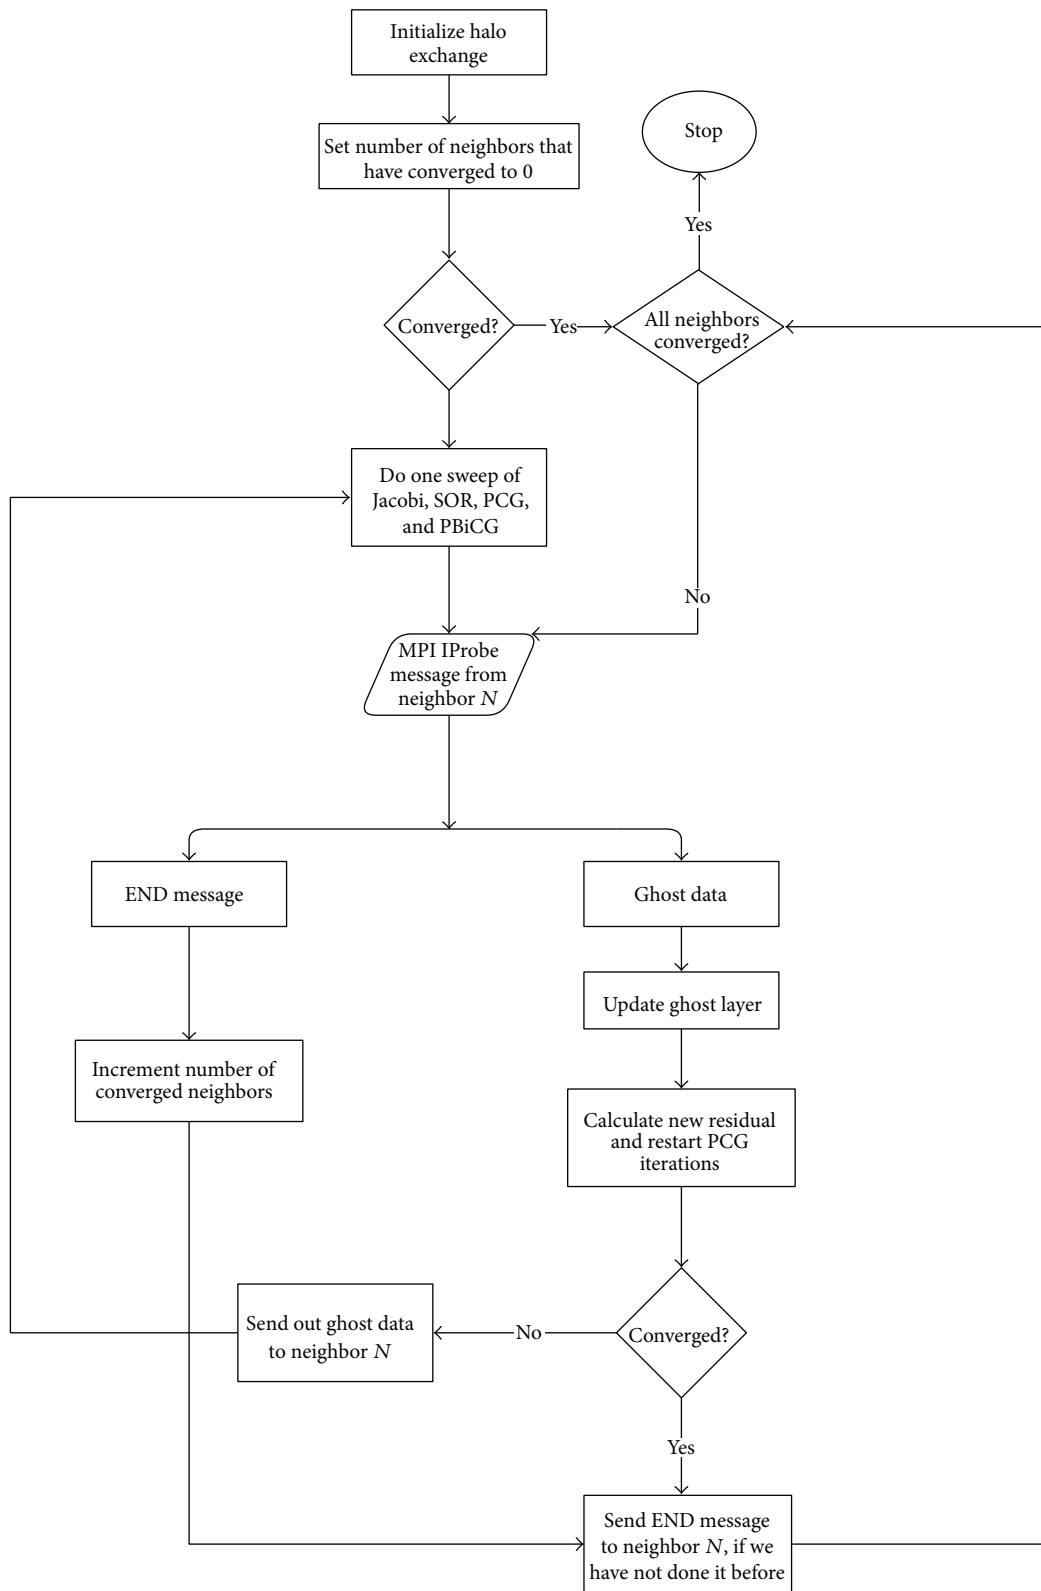 Initialize halo
exchange
Set number of neighbors that
have converged to 0
Stop
Yes
Converged?
Yes
All neighbors
converged?
Do one sweep of
Jacobi, SOR, PCG,
and PBiCG
No
MPI IProbe
message from
neighbor N
END message
Ghost data
Update ghost layer
Increment number of
converged neighbors
Calculate new residual
and restart PCG
iterations
Send out ghost data
to neighbor N
No
Converged?
Yes
Send END message
to neighbor N, if we
have not done it before